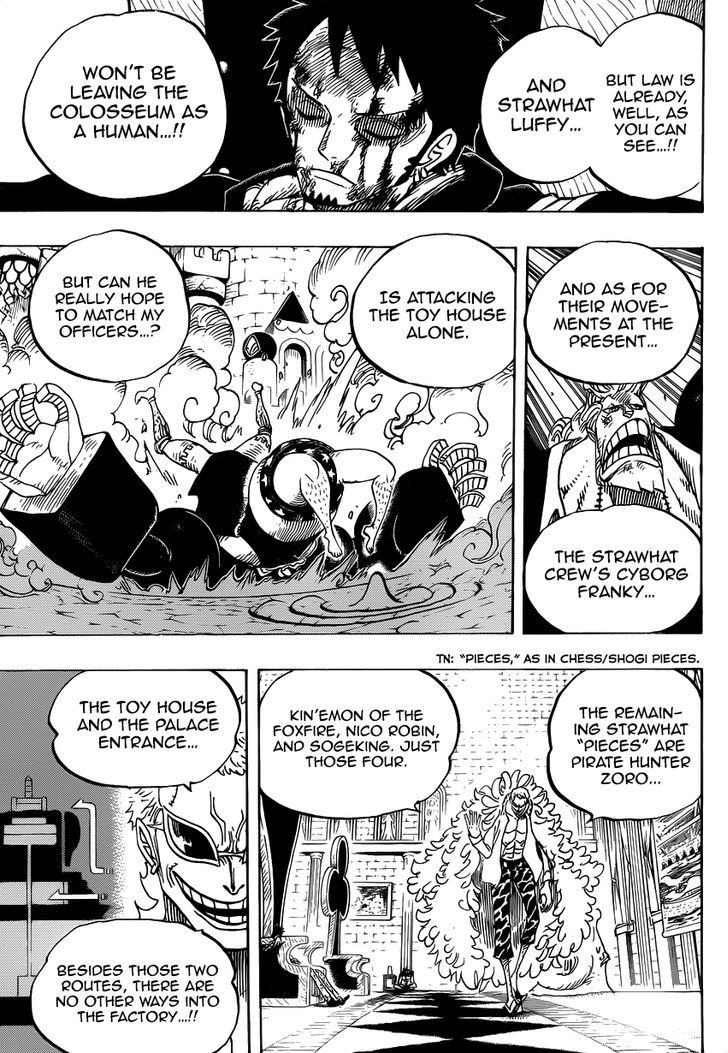 BUT LAW IS
ALREADY,
WELL, AS
YOU CAN
SEE...!!
AND
STRAWHAT
LUFFY...
WON'T BE
LEAVING THE
COLOSSEUM AS
A HUMAN...!!
AND AS FOR
THEIR MOVE-
MENTS AT THE
PRESENT...
THE STRAWHAT
CREW'S CYBORG
FRANKY...
IS ATTACKING
THE TOY HOUSE
ALONE.
BUT CAN HE
REALLY HOPE
TO MATCH MY
OFFICERS...?
TN: "PIECES," AS IN CHESS/SHOGI PIECES.
THE REMAIN-
ING STRAWHAT
"PIECES" ARE
PIRATE HUNTER
ZORO...
KIN'EMON OF THE
FOXFIRE, NICO ROBIN,
AND SOGEKING. JUST
THOSE FOUR.
THE TOY HOUSE
AND THE PALACE
ENTRANCE...
BESIDES THOSE TWO
ROUTES, THERE ARE
NO OTHER WAYS INTO
THE FACTORY...!!